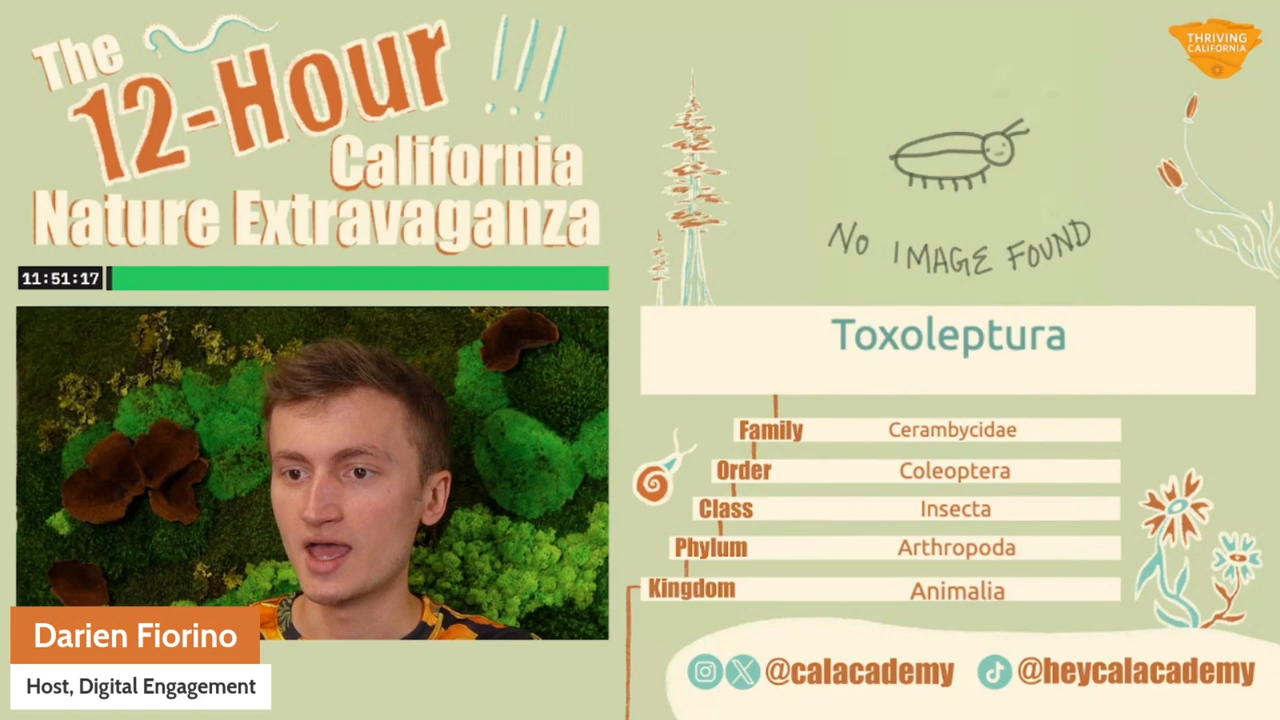 The
12-Hour
!!!
California
Nature Extravaganza
11:51:17
THRIVING
CALIFORNIA
NO IMAGE FOUND
Toxoleptura
Family Cerambycidae
Order Coleoptera
Class Insecta
Phylum Arthropoda
Kingdom Animalia
Darien Fiorino
Host, Digital Engagement
@calacademy @heycalacademy